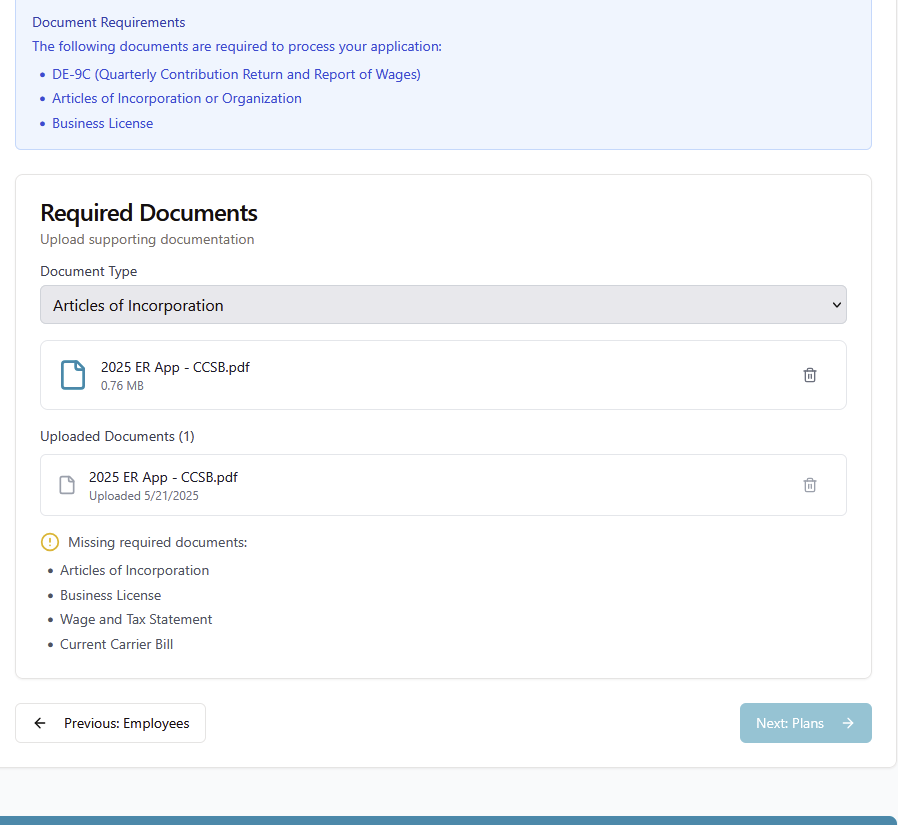 Document Requirements
The following documents are required to process your application:
• DE-9C (Quarterly Contribution Return and Report of Wages)
• Articles of Incorporation or Organization
• Business License
Required Documents
Upload supporting documentation
Document Type
Articles of Incorporation
2025 ER App - CCSB.pdf
0.76 MB
Uploaded Documents (1)
2025 ER App - CCSB.pdf
Uploaded 5/21/2025
Missing required documents:
• Articles of Incorporation
• Business License
• Wage and Tax Statement
• Current Carrier Bill
Previous: Employees
Next: Plans